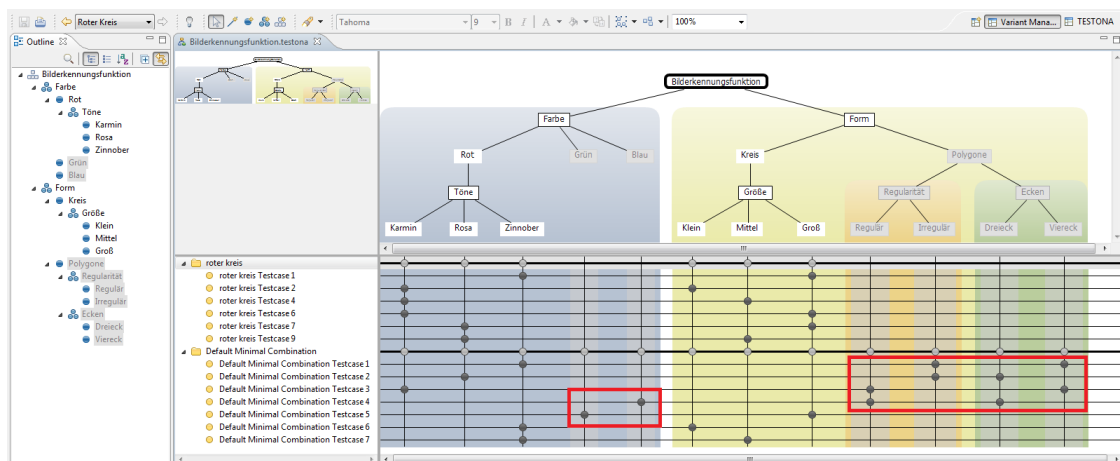 Roter Kreis Tahoma 9 B I A 100% Variant Mana... TESTONA
Outline
Bilderkennungsfunktion.testona
Bilderkennungsfunktion
Farbe
Rot
Töne
Karmin
Rosa
Zinnober
Grün
Blau
Form
Kreis
Größe
Klein
Mittel
Groß
Polygone
Regularität
Regulär
Irregulär
Ecken
Dreieck
Viereck
Bilderkennungsfunktion
Farbe Form
Rot Grün Blau Kreis Polygone
Töne Größe Regularität Ecken
Karmin Rosa Zinnober Klein Mittel Groß Regulär Irregulär Dreieck Viereck
roter kreis
roter kreis Testcase 1
roter kreis Testcase 2
roter kreis Testcase 4
roter kreis Testcase 6
roter kreis Testcase 7
roter kreis Testcase 9
Default Minimal Combination
Default Minimal Combination Testcase 1
Default Minimal Combination Testcase 2
Default Minimal Combination Testcase 3
Default Minimal Combination Testcase 4
Default Minimal Combination Testcase 5
Default Minimal Combination Testcase 6
Default Minimal Combination Testcase 7